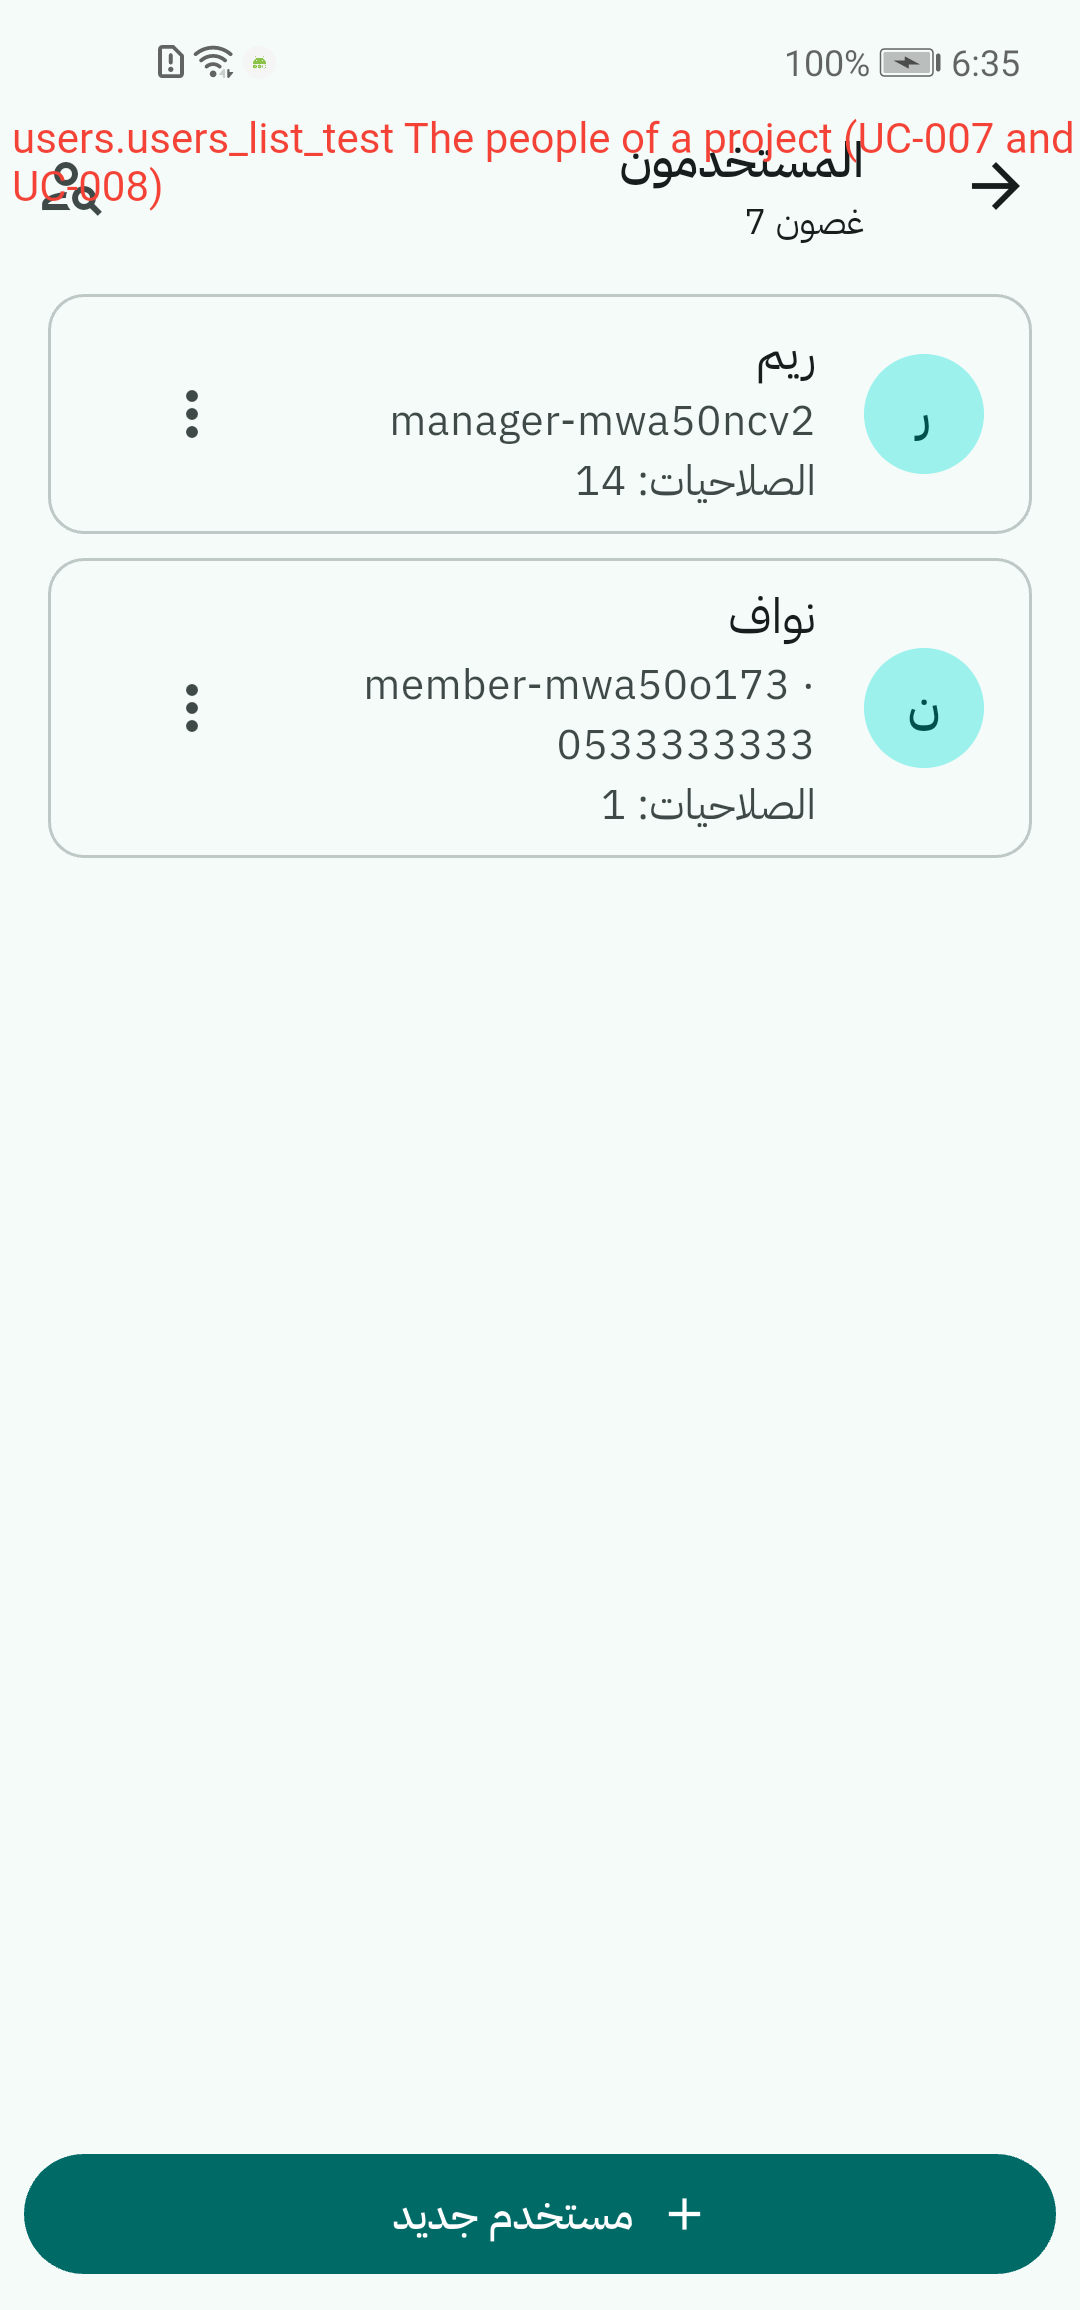 100% 6:35
users.users_list_test The people of a project (UC-007 and
UC-008)
المستخدمون
غصون 7
ر
ريم
manager-mwa50ncv2
الصلاحيات: 14
ن
نواف
member-mwa50o173 ·
0533333333
الصلاحيات: 1
+ مستخدم جديد